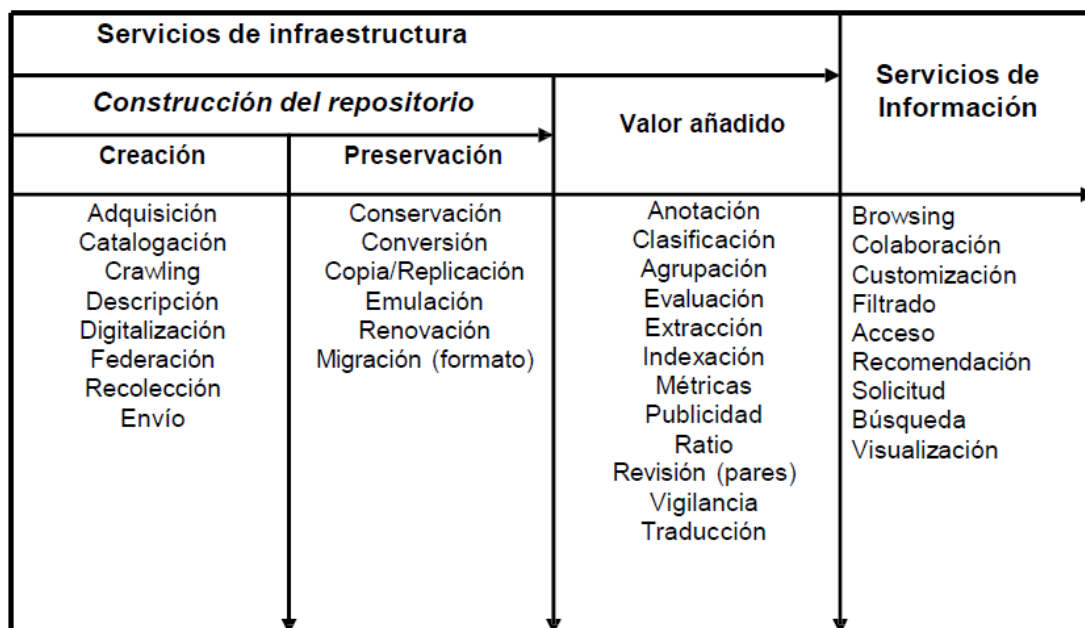 Servicios de infraestructura
Servicios de
Información
Construcción del repositorio
Valor añadido
Creación
Preservación
Adquisición
Catalogación
Crawling
Descripción
Digitalización
Federación
Recolección
Envío
Conservación
Conversión
Copia/Replicación
Emulación
Renovación
Migración (formato)
Anotación
Clasificación
Agrupación
Evaluación
Extracción
Indexación
Métricas
Publicidad
Ratio
Revisión (pares)
Vigilancia
Traducción
Browsing
Colaboración
Customización
Filtrado
Acceso
Recomendación
Solicitud
Búsqueda
Visualización